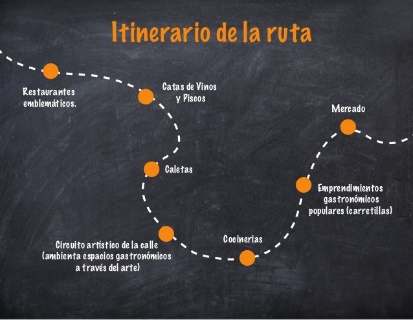 Itinerario de la ruta
Restaurantes
emblemáticos.
Catas de Vinos
y Piscos
Caletas
Circuito artístico de la calle
(ambienta espacios gastronómicos
a través del arte)
Cocinerías
Emprendimientos
gastronómicos
populares (carretillas)
Mercado